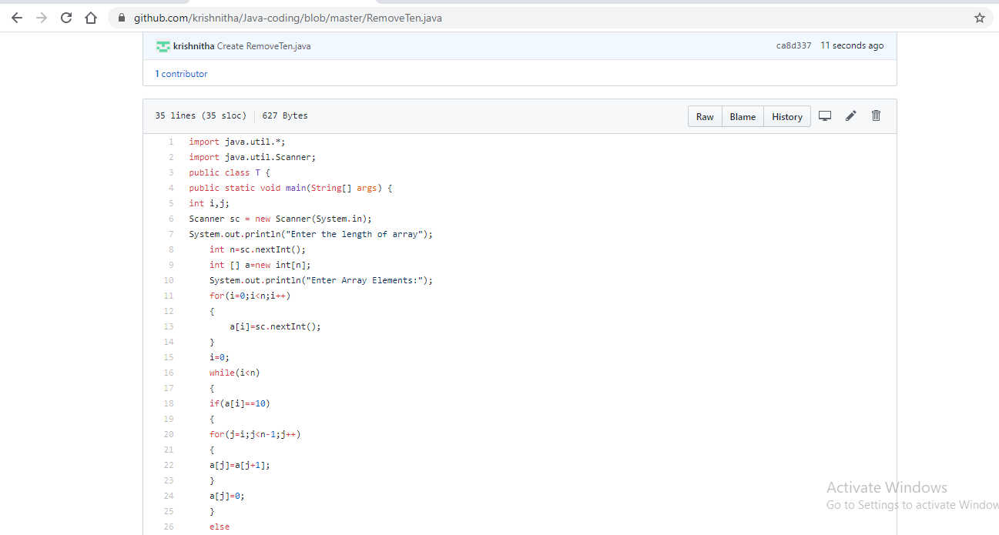 github.com/krishnitha/Java-coding/blob/master/RemoveTen.java
krishnitha Create RemoveTen.java ca8d337 11 seconds ago
1 contributor
35 lines (35 sloc) 627 Bytes Raw Blame History
1 import java.util.*;
2 import java.util.Scanner;
3 public class T {
4 public static void main(String[] args) {
5 int i,j;
6 Scanner sc = new Scanner(System.in);
7 System.out.println("Enter the length of array");
8 int n=sc.nextInt();
9 int [] a=new int[n];
10 System.out.println("Enter Array Elements:");
11 for(i=0;i<n;i++)
12 {
13 a[i]=sc.nextInt();
14 }
15 i=0;
16 while(i<n)
17 {
18 if(a[i]==10)
19 {
20 for(j=i;j<n-1;j++)
21 {
22 a[j]=a[j+1];
23 }
24 a[j]=0;
25 }
26 else
Activate Windows
Go to Settings to activate Window